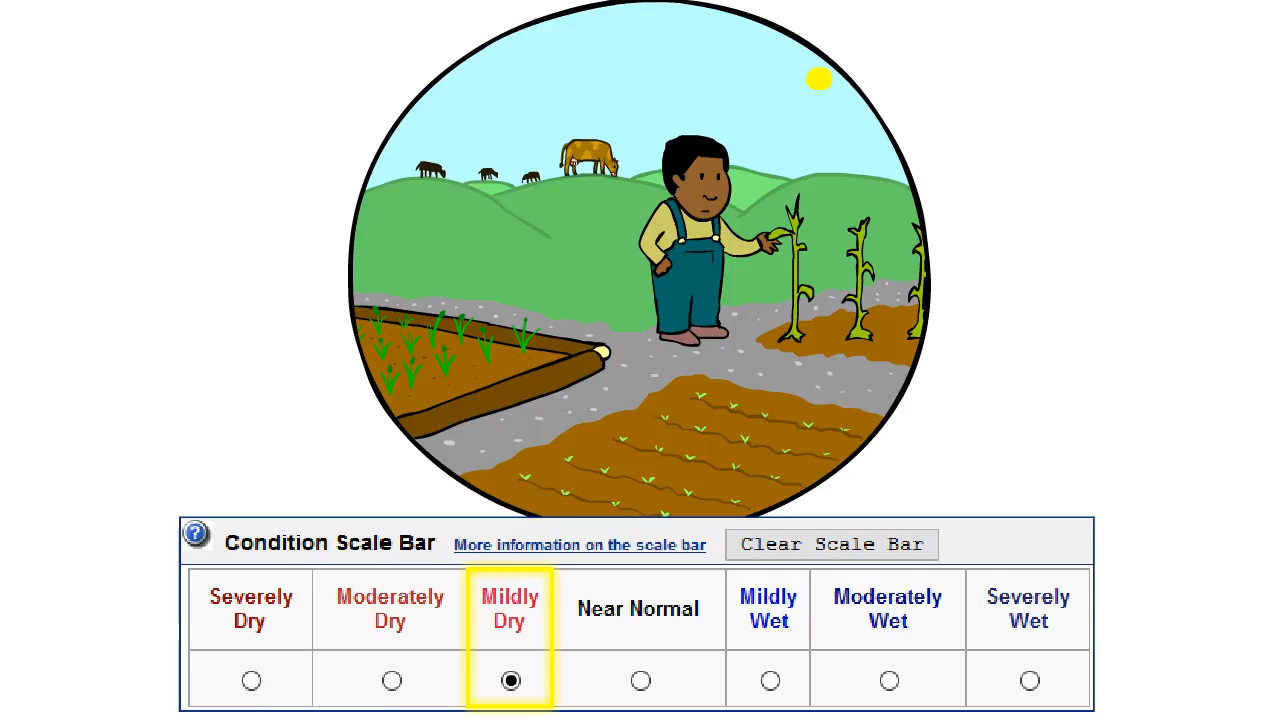 ?
Condition Scale Bar More information on the scale bar Clear Scale Bar
Severely Dry Moderately Dry Mildly Dry Near Normal Mildly Wet Moderately Wet Severely Wet